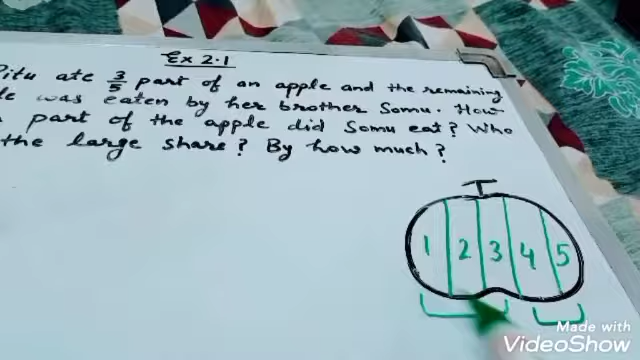 Ex 2.1
Ritu ate 3/5 part of an apple and the remaining
was eaten by her brother Somu. How
part of the apple did Somu eat? Who
the large share? By how much?
1 2 3 4 5
Made with
VideoShow